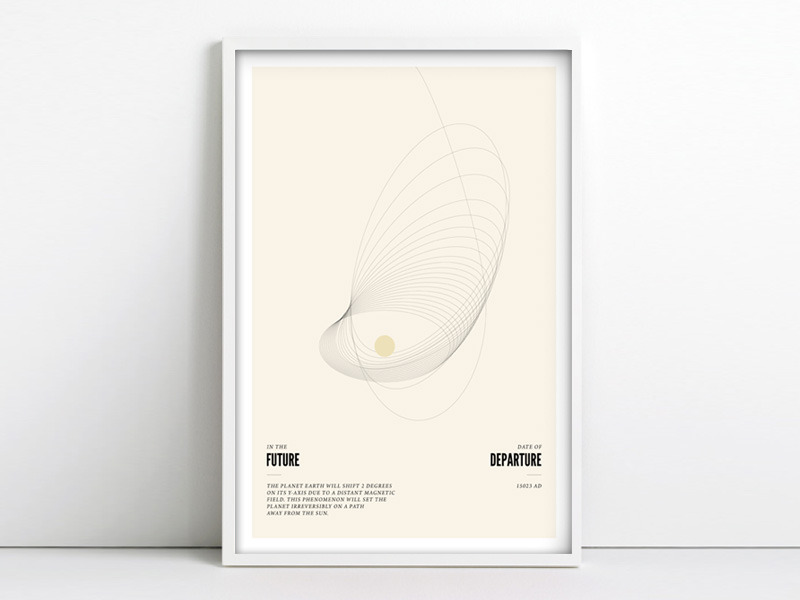 IN THE
FUTURE
THE PLANET EARTH WILL SHIFT 2 DEGREES
ON ITS Y-AXIS DUE TO A DISTANT MAGNETIC
FIELD. THIS PHENOMENON WILL SET THE
PLANET IRREVERSIBLY ON A PATH
AWAY FROM THE SUN.
DATE OF
DEPARTURE
15023 AD